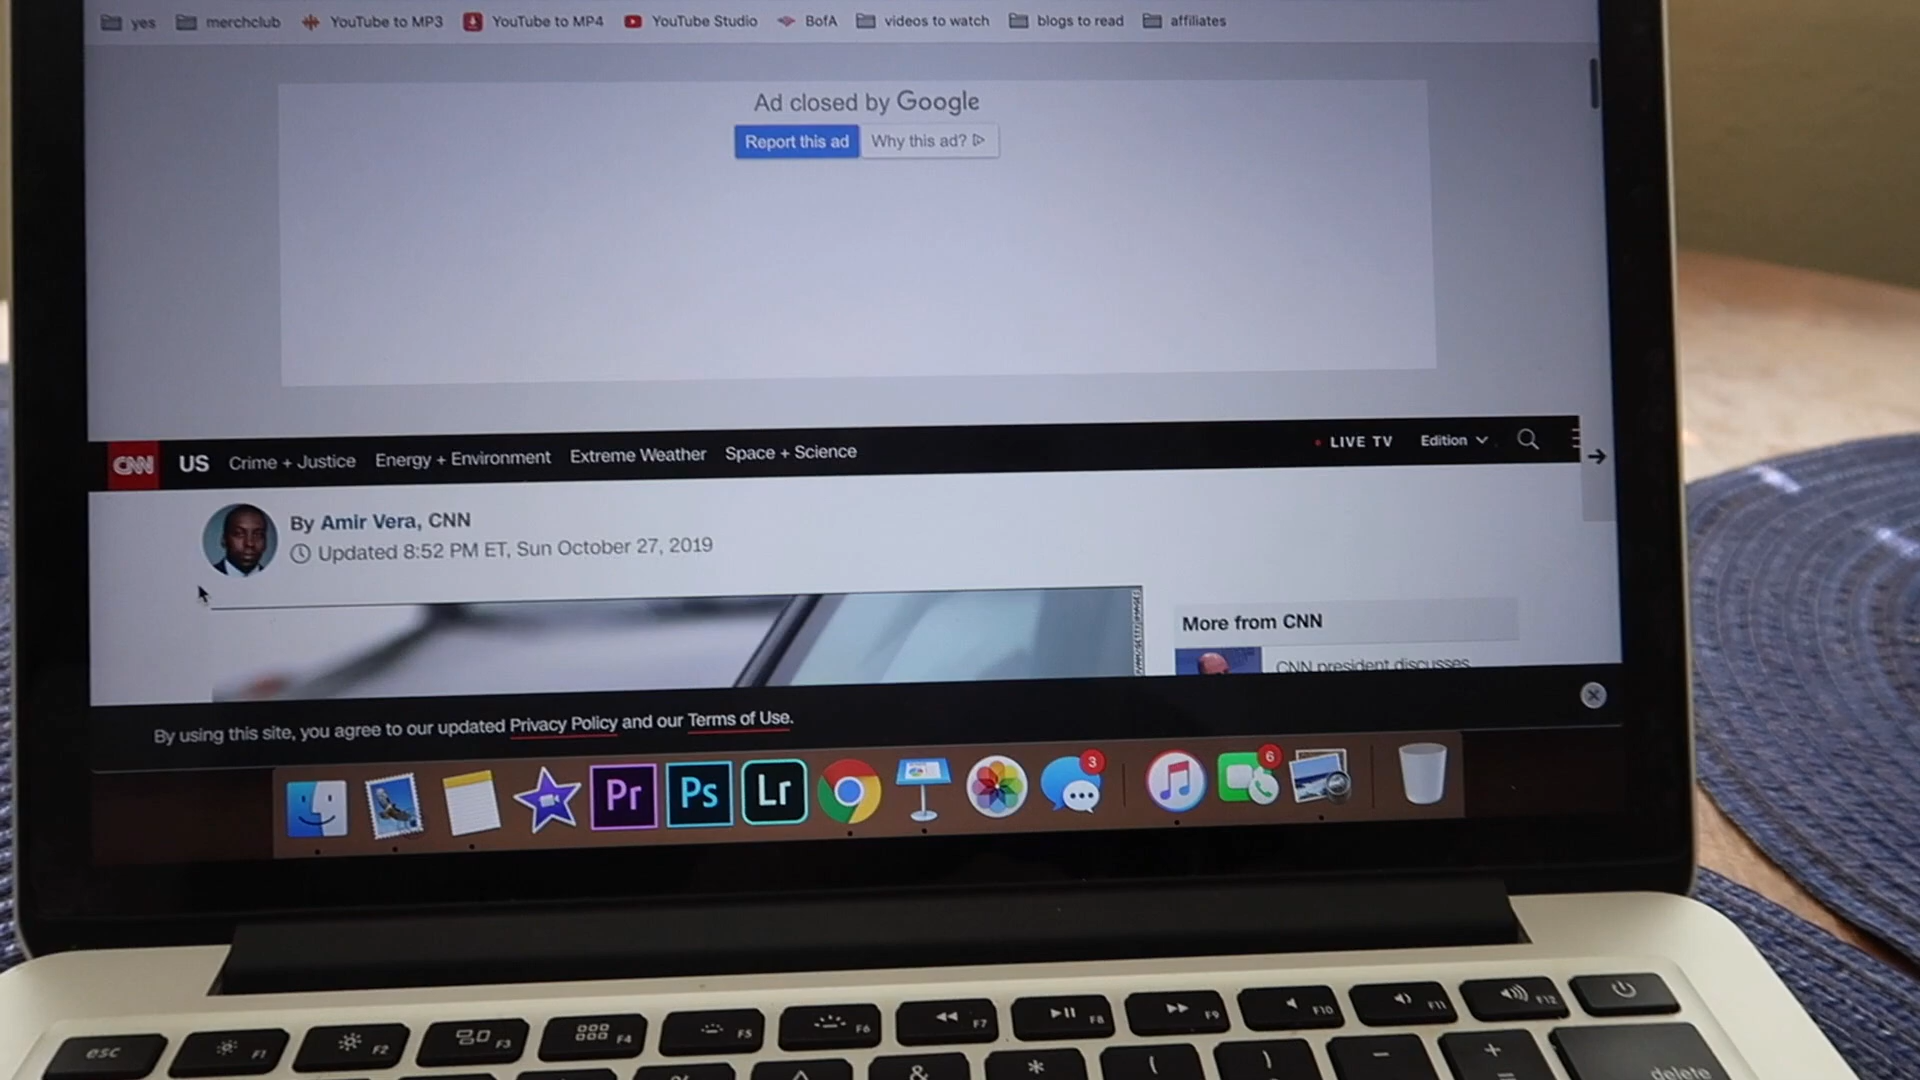 yes merchclub YouTube to MP3 YouTube to MP4 YouTube Studio BofA videos to watch blogs to read affiliates
Ad closed by Google
Report this ad Why this ad?
CNN US Crime + Justice Energy + Environment Extreme Weather Space + Science LIVE TV Edition
By Amir Vera, CNN
Updated 8:52 PM ET, Sun October 27, 2019
More from CNN
CNN president discusses
By using this site, you agree to our updated Privacy Policy and our Terms of Use.
Pr Ps Lr 3 6
esc F1 F2 F3 F4 F5 F6 F7 F8 F9 F10 F11 F12
& * ( ) − + =
delete